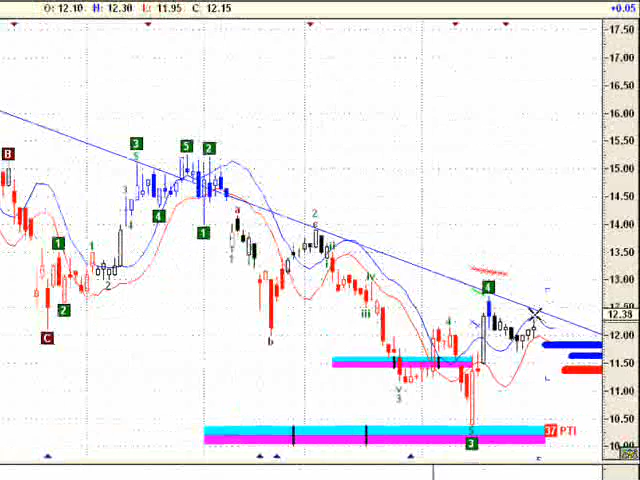 O: 12.10 H: 12.30 L: 11.95 C: 12.15 +0.05
17.50
17.00
16.50
16.00
15.50
15.00
14.50
14.00
13.50
13.00
12.50
12.38
12.00
11.50
11.00
10.50
10.00
B
3
5
5
2
4
1
3
4
1
1
2
2
C
a
b
2
c
ii
i
iv
iii
v
3
4
4
5
3
37 PTI